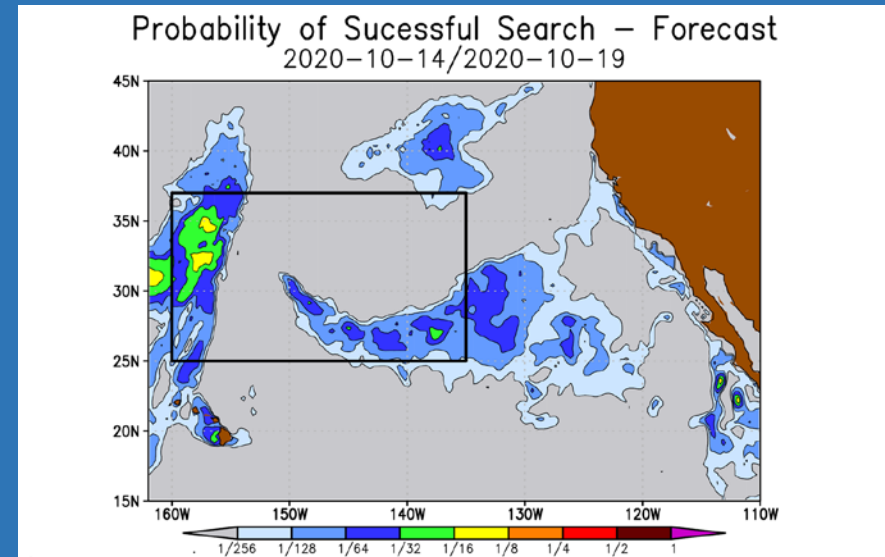 Probability of Sucessful Search – Forecast
2020–10–14/2020–10–19
45N
40N
35N
30N
25N
20N
15N
160W 150W 140W 130W 120W 110W
1/256 1/128 1/64 1/32 1/16 1/8 1/4 1/2 1